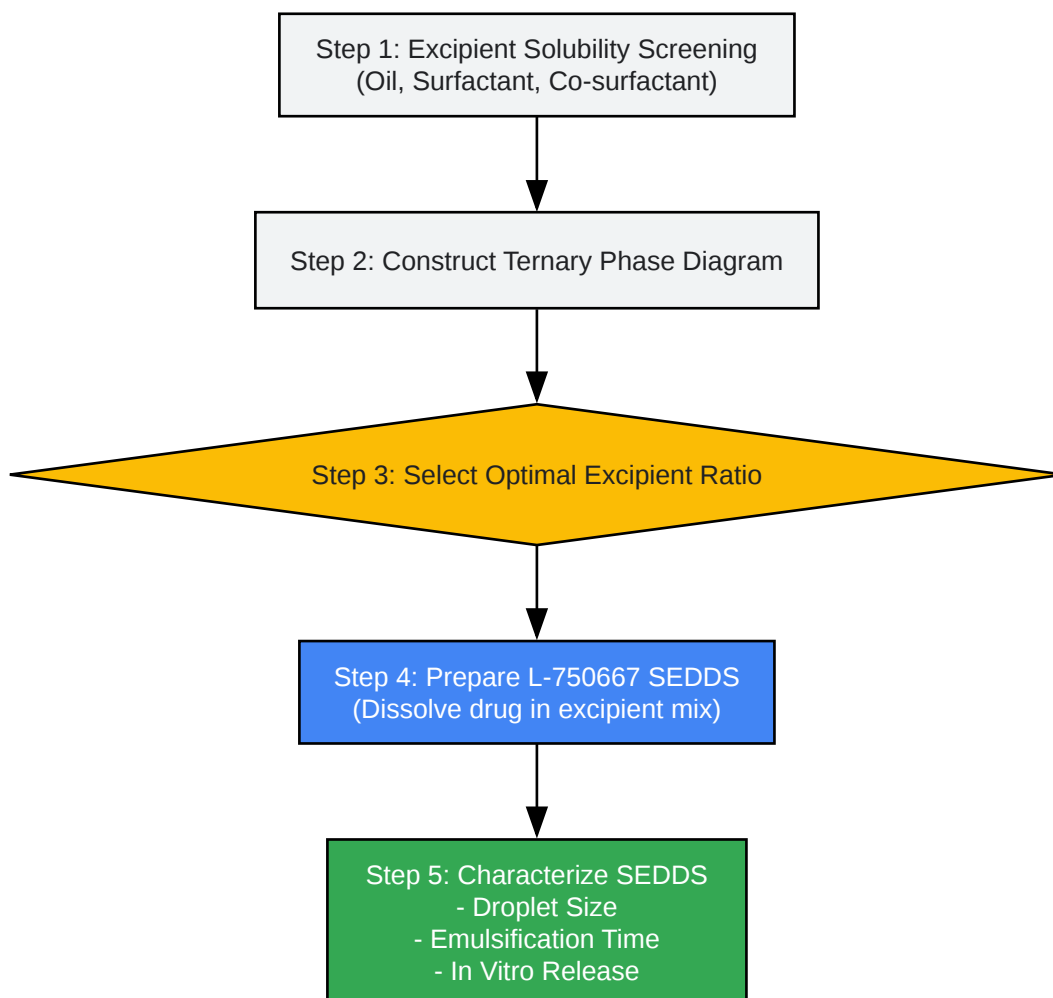 Step 1: Excipient Solubility Screening
(Oil, Surfactant, Co-surfactant)
Step 2: Construct Ternary Phase Diagram
Step 3: Select Optimal Excipient Ratio
Step 4: Prepare L-750667 SEDDS
(Dissolve drug in excipient mix)
Step 5: Characterize SEDDS
- Droplet Size
- Emulsification Time
- In Vitro Release